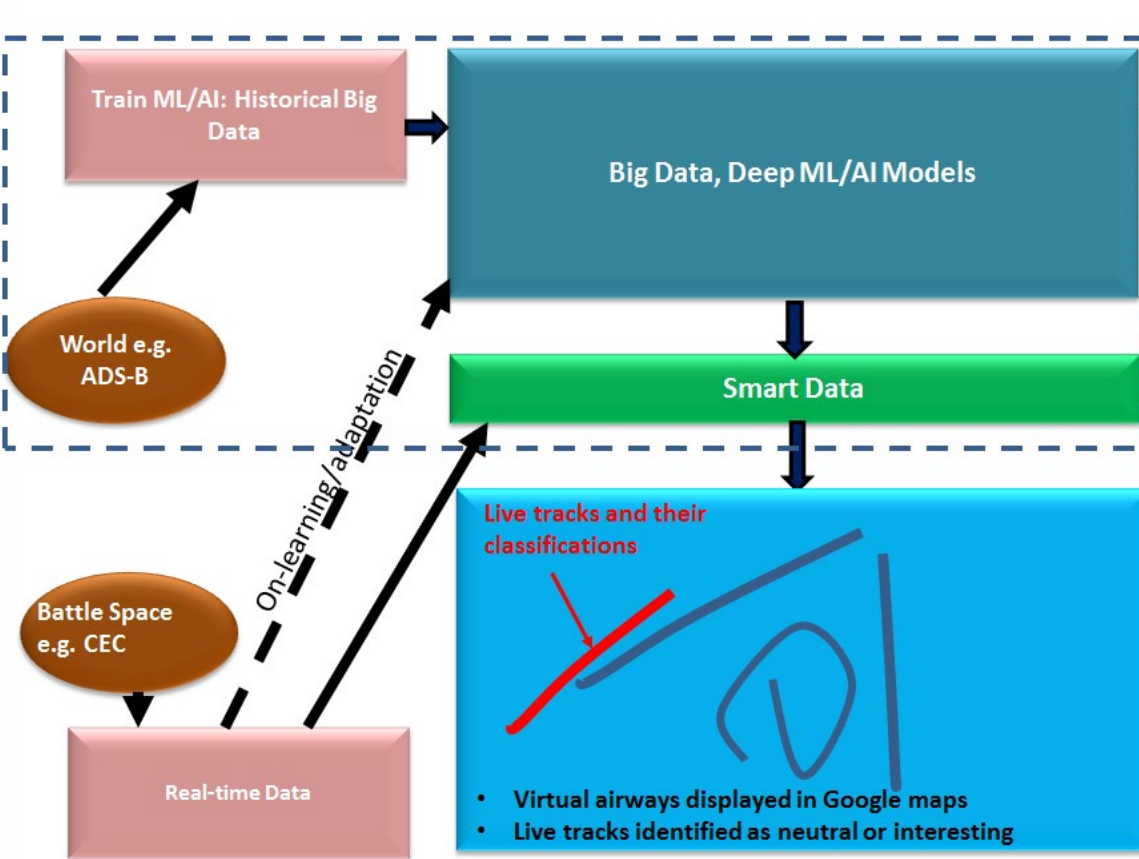 Train ML/AI: Historical Big
Data
Big Data, Deep ML/AI Models
World e.g.
ADS-B
Smart Data
On-learning/adaptation
Live tracks and their
classifications
Battle Space
e.g. CEC
Real-time Data
• Virtual airways displayed in Google maps
• Live tracks identified as neutral or interesting